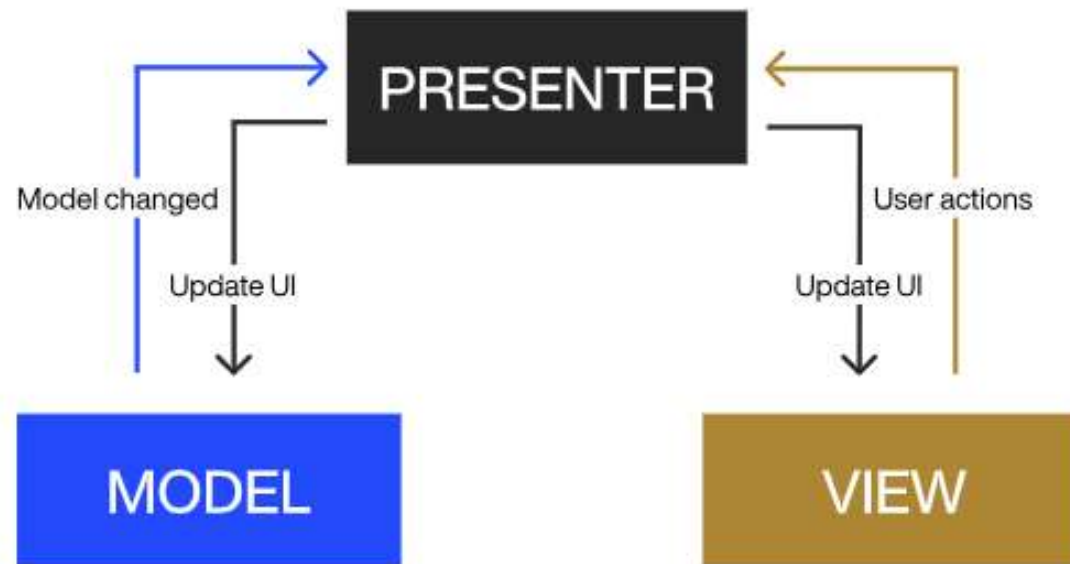 PRESENTER
Model changed
User actions
Update UI
Update UI
MODEL
VIEW